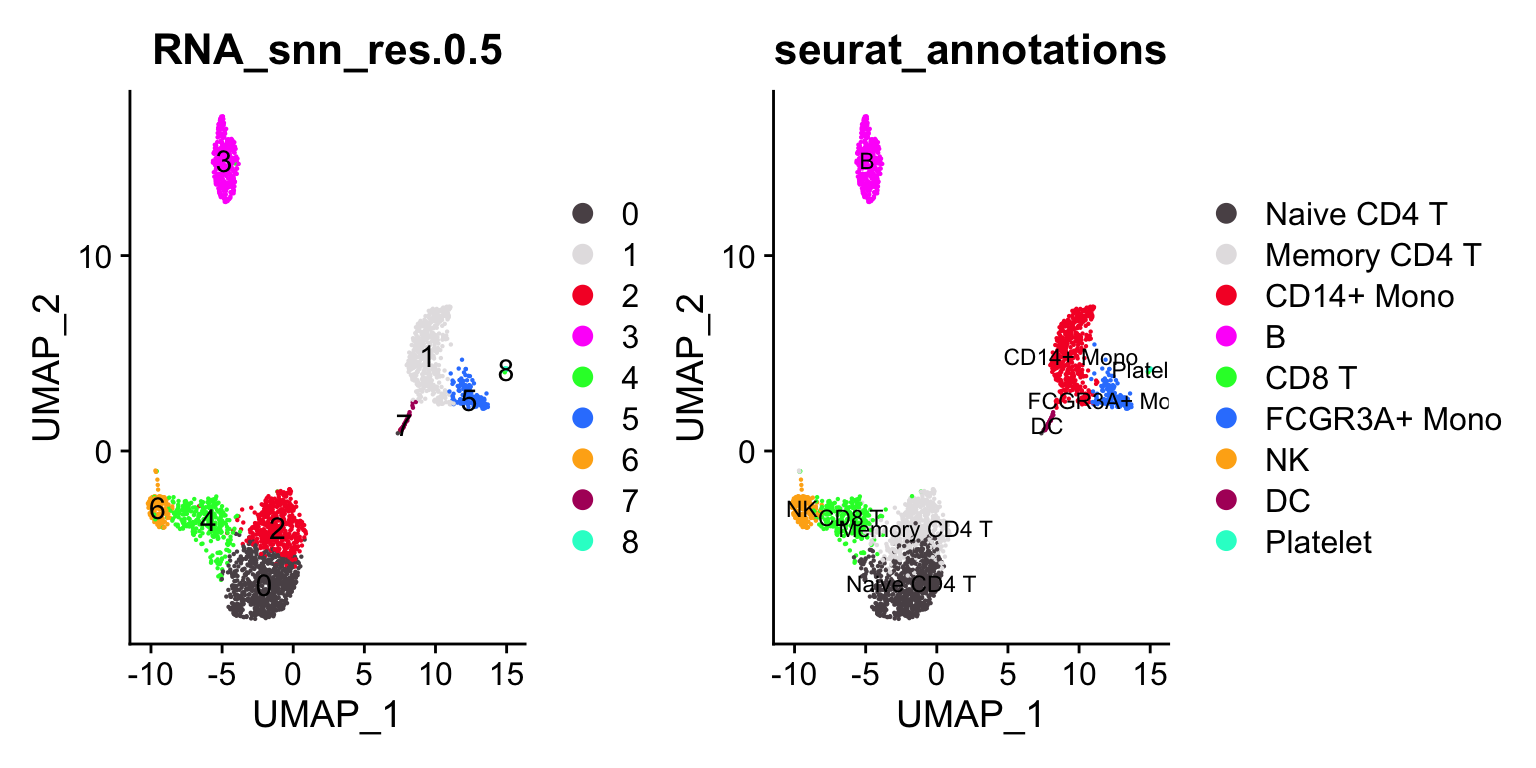 RNA_snn_res.0.5
seurat_annotations
UMAP_2
10
0
3
1
8
5
7
6
4
2
0
-10 -5 0 5 10 15
UMAP_1
0
1
2
3
4
5
6
7
8
UMAP_2
10
0
B
CD14+ Mono
Platel
FCGR3A+ Mo
DC
NK
CD8 T
Memory CD4 T
Naive CD4 T
-10 -5 0 5 10 15
UMAP_1
Naive CD4 T
Memory CD4 T
CD14+ Mono
B
CD8 T
FCGR3A+ Mono
NK
DC
Platelet